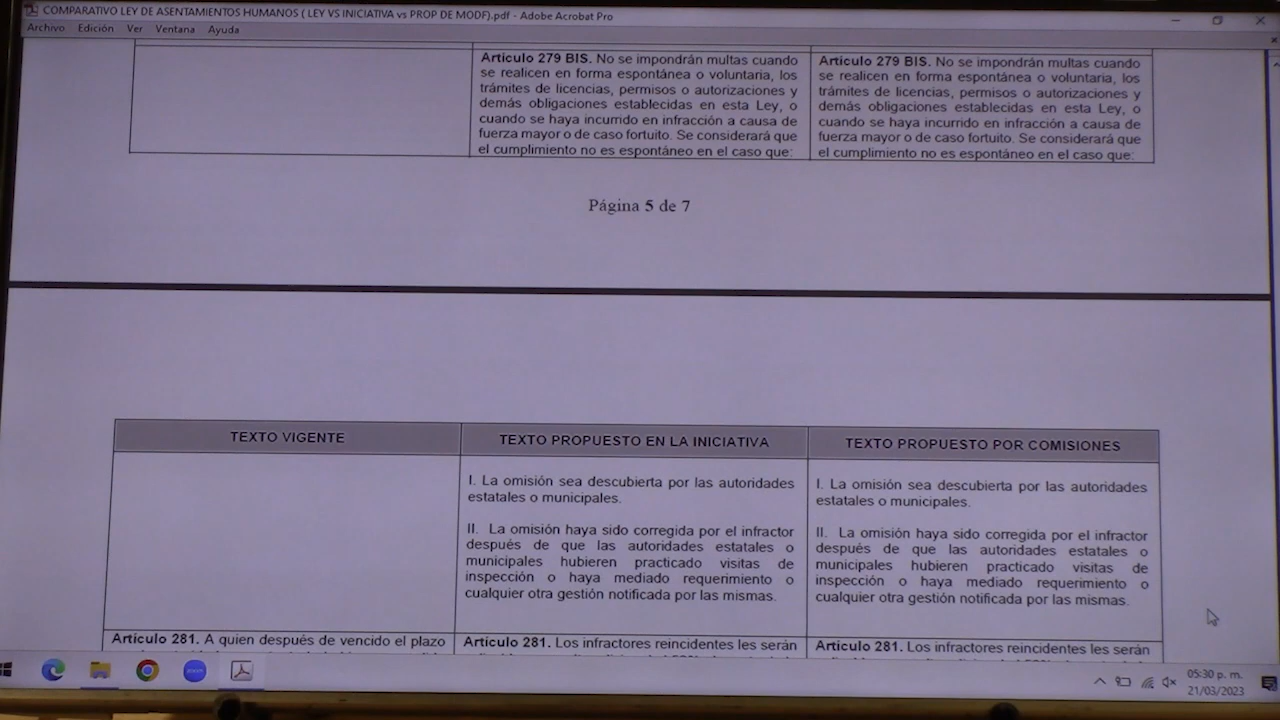 COMPARATIVO LEY DE ASENTAMIENTOS HUMANOS ( LEY VS INICIATIVA vs PROP DE MODF).pdf - Adobe Acrobat Pro
Archivo Edición Ver Ventana Ayuda
Artículo 279 BIS. No se impondrán multas cuando
se realicen en forma espontánea o voluntaria, los
trámites de licencias, permisos o autorizaciones y
demás obligaciones establecidas en esta Ley, o
cuando se haya incurrido en infracción a causa de
fuerza mayor o de caso fortuito. Se considerará que
el cumplimiento no es espontáneo en el caso que:
Artículo 279 BIS. No se impondrán multas cuando
se realicen en forma espontánea o voluntaria, los
trámites de licencias, permisos o autorizaciones y
demás obligaciones establecidas en esta Ley, o
cuando se haya incurrido en infracción a causa de
fuerza mayor o de caso fortuito. Se considerará que
el cumplimiento no es espontáneo en el caso que:
Página 5 de 7
TEXTO VIGENTE
TEXTO PROPUESTO EN LA INICIATIVA
TEXTO PROPUESTO POR COMISIONES
I. La omisión sea descubierta por las autoridades
estatales o municipales.
II. La omisión haya sido corregida por el infractor
después de que las autoridades estatales o
municipales hubieren practicado visitas de
inspección o haya mediado requerimiento o
cualquier otra gestión notificada por las mismas.
I. La omisión sea descubierta por las autoridades
estatales o municipales.
II. La omisión haya sido corregida por el infractor
después de que las autoridades estatales o
municipales hubieren practicado visitas de
inspección o haya mediado requerimiento o
cualquier otra gestión notificada por las mismas.
Artículo 281. A quien después de vencido el plazo
Artículo 281. Los infractores reincidentes les serán
Artículo 281. Los infractores reincidentes les serán
zoom
05:30 p. m.
21/03/2023